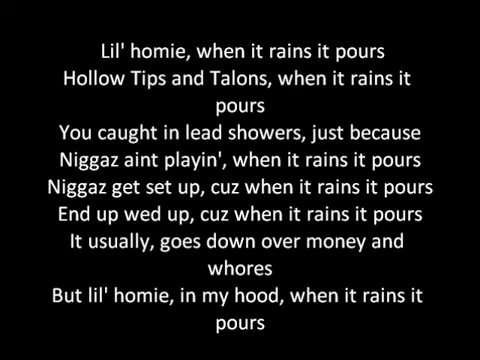 Lil' homie, when it rains it pours
Hollow Tips and Talons, when it rains it
pours
You caught in lead showers, just because
Niggaz aint playin', when it rains it pours
Niggaz get set up, cuz when it rains it pours
End up wed up, cuz when it rains it pours
It usually, goes down over money and
whores
But lil' homie, in my hood, when it rains it
pours